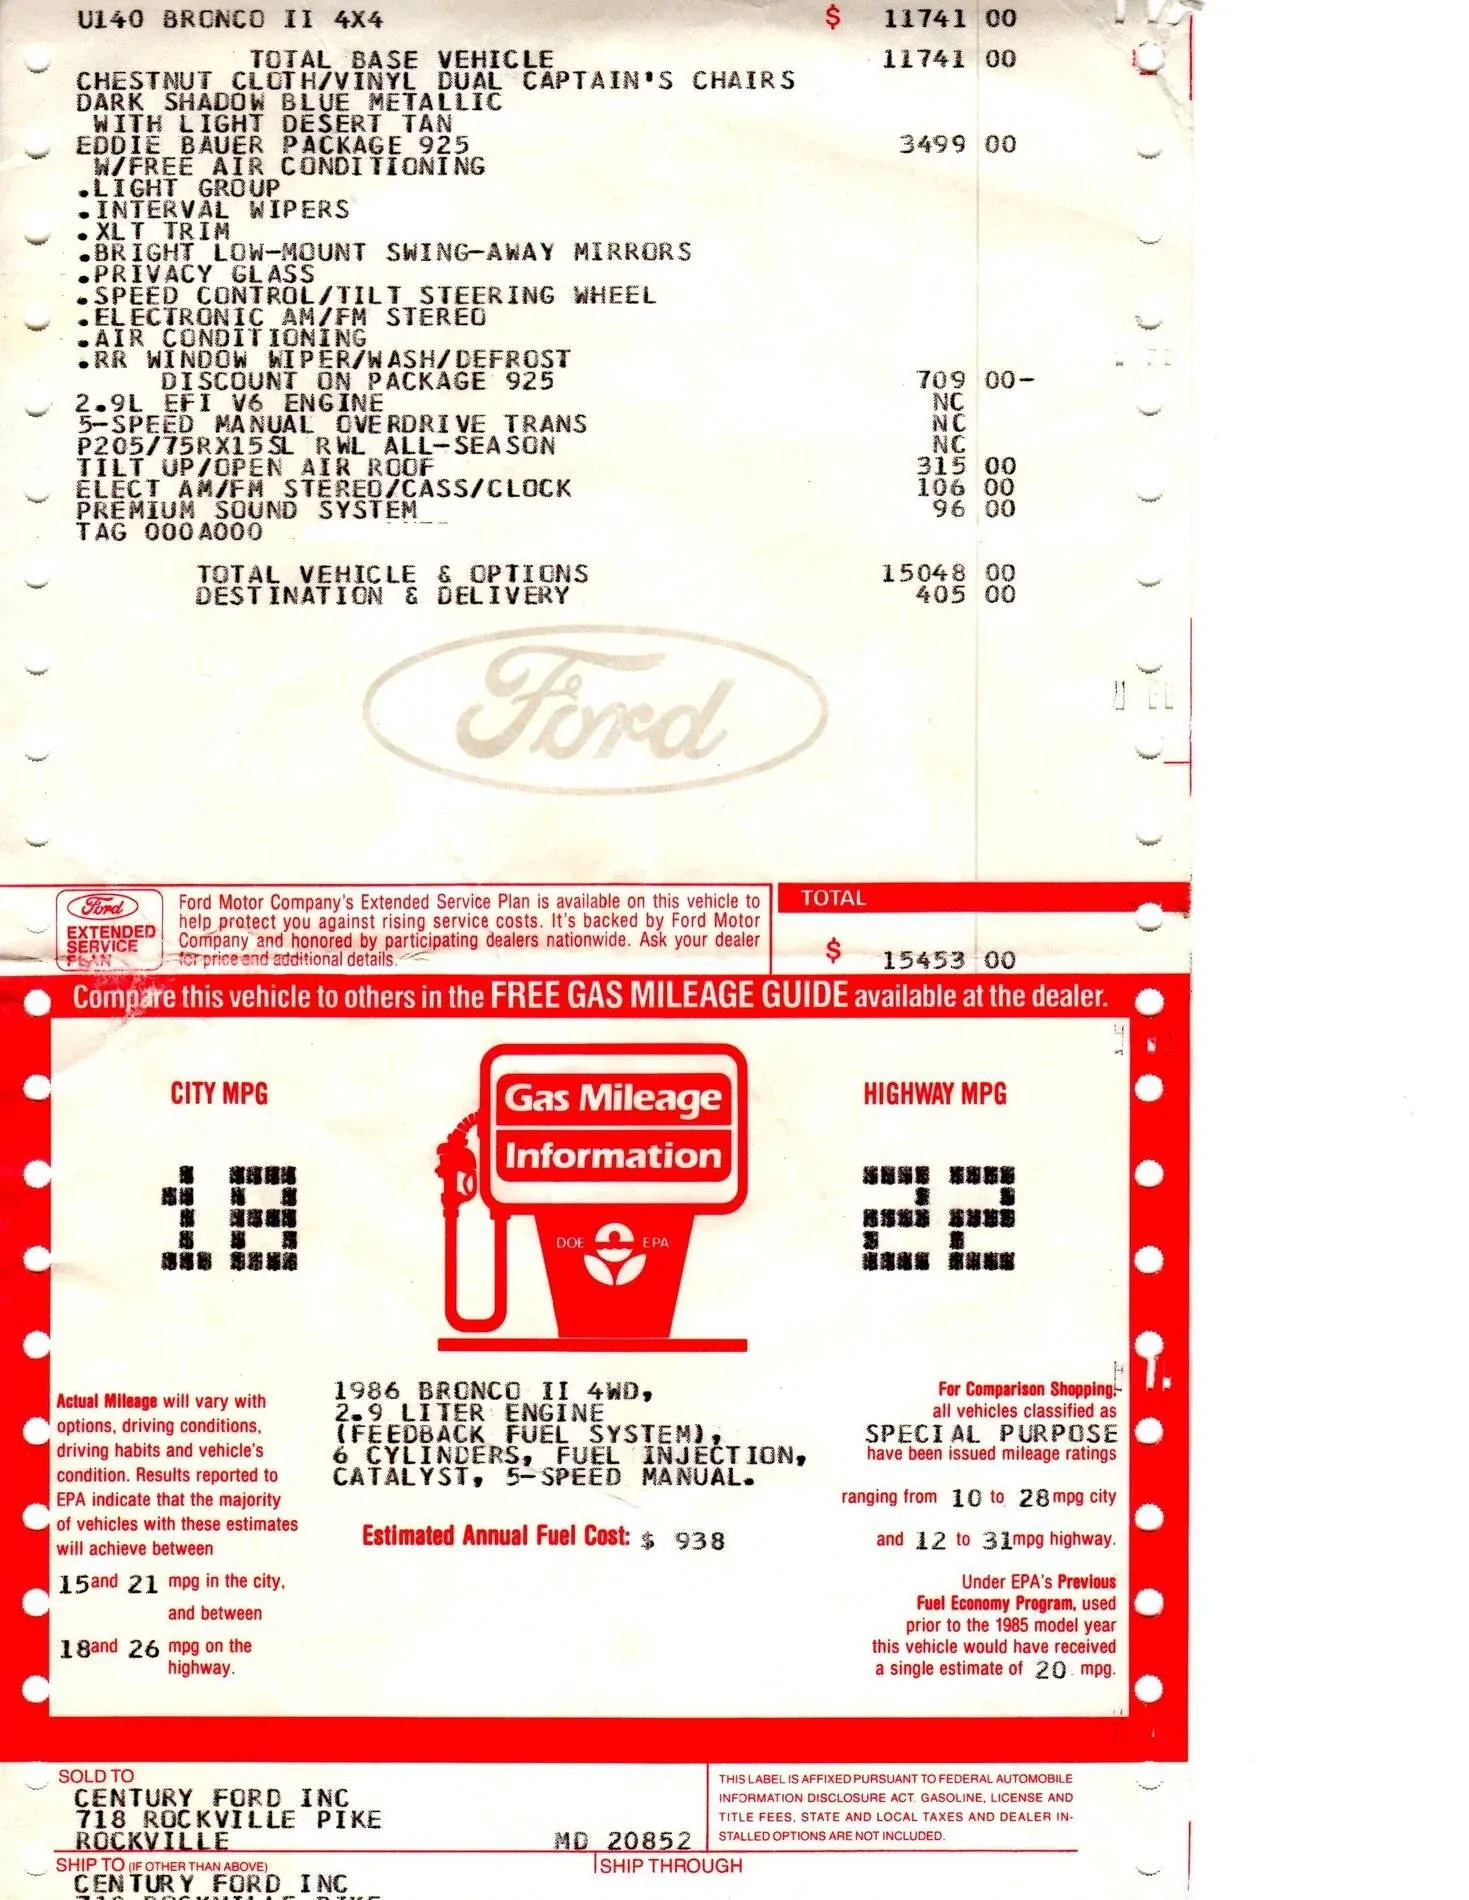 U140 BRONCO II 4X4 $ 11741 00
TOTAL BASE VEHICLE 11741 00
CHESTNUT CLOTH/VINYL DUAL CAPTAIN'S CHAIRS
DARK SHADOW BLUE METALLIC
WITH LIGHT DESERT TAN
EDDIE BAUER PACKAGE 925 3499 00
W/FREE AIR CONDITIONING
.LIGHT GROUP
.INTERVAL WIPERS
.XLT TRIM
.BRIGHT LOW-MOUNT SWING-AWAY MIRRORS
.PRIVACY GLASS
.SPEED CONTROL/TILT STEERING WHEEL
.ELECTRONIC AM/FM STEREO
.AIR CONDITIONING
.RR WINDOW WIPER/WASH/DEFROST
DISCOUNT ON PACKAGE 925 709 00-
2.9L EFI V6 ENGINE NC
5-SPEED MANUAL OVERDRIVE TRANS NC
P205/75RX15SL RWL ALL-SEASON NC
TILT UP/OPEN AIR ROOF 315 00
ELECT AM/FM STEREO/CASS/CLOCK 106 00
PREMIUM SOUND SYSTEM 96 00
TAG 000A000
TOTAL VEHICLE & OPTIONS 15048 00
DESTINATION & DELIVERY 405 00
Ford
Ford
EXTENDED
SERVICE
PLAN
Ford Motor Company's Extended Service Plan is available on this vehicle to
help protect you against rising service costs. It's backed by Ford Motor
Company and honored by participating dealers nationwide. Ask your dealer
for price and additional details.
TOTAL
$ 15453 00
Compare this vehicle to others in the FREE GAS MILEAGE GUIDE available at the dealer.
CITY MPG
18
Gas Mileage
Information
DOE EPA
HIGHWAY MPG
22
Actual Mileage will vary with
options, driving conditions,
driving habits and vehicle's
condition. Results reported to
EPA indicate that the majority
of vehicles with these estimates
will achieve between
15 and 21 mpg in the city,
and between
18 and 26 mpg on the
highway.
1986 BRONCO II 4WD,
2.9 LITER ENGINE
(FEEDBACK FUEL SYSTEM),
6 CYLINDERS, FUEL INJECTION,
CATALYST, 5-SPEED MANUAL.
Estimated Annual Fuel Cost: $ 938
For Comparison Shopping,
all vehicles classified as
SPECIAL PURPOSE
have been issued mileage ratings
ranging from 10 to 28 mpg city
and 12 to 31 mpg highway.
Under EPA's Previous
Fuel Economy Program, used
prior to the 1985 model year
this vehicle would have received
a single estimate of 20 mpg.
SOLD TO
CENTURY FORD INC
718 ROCKVILLE PIKE
ROCKVILLE MD 20852
THIS LABEL IS AFFIXED PURSUANT TO FEDERAL AUTOMOBILE
INFORMATION DISCLOSURE ACT. GASOLINE, LICENSE AND
TITLE FEES, STATE AND LOCAL TAXES AND DEALER IN-
STALLED OPTIONS ARE NOT INCLUDED.
SHIP TO (IF OTHER THAN ABOVE)
CENTURY FORD INC
SHIP THROUGH